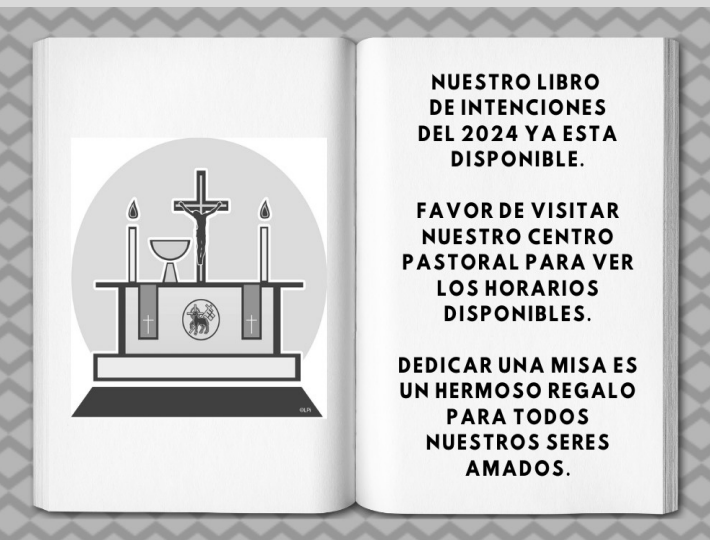 NUESTRO LIBRO
DE INTENCIONES
DEL 2024 YA ESTA
DISPONIBLE.
FAVOR DE VISITAR
NUESTRO CENTRO
PASTORAL PARA VER
LOS HORARIOS
DISPONIBLES.
DEDICAR UNA MISA ES
UN HERMOSO REGALO
PARA TODOS
NUESTROS SERES
AMADOS.
©LPi